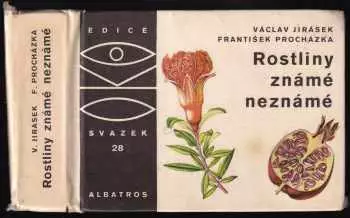 V. JIRÁSEK F. PROCHÁZKA
Rostliny známé neznámé
EDICE
SVAZEK
28
ALBATROS
VÁCLAV JIRÁSEK
FRANTIŠEK PROCHÁZKA
Rostliny
známé
neznámé